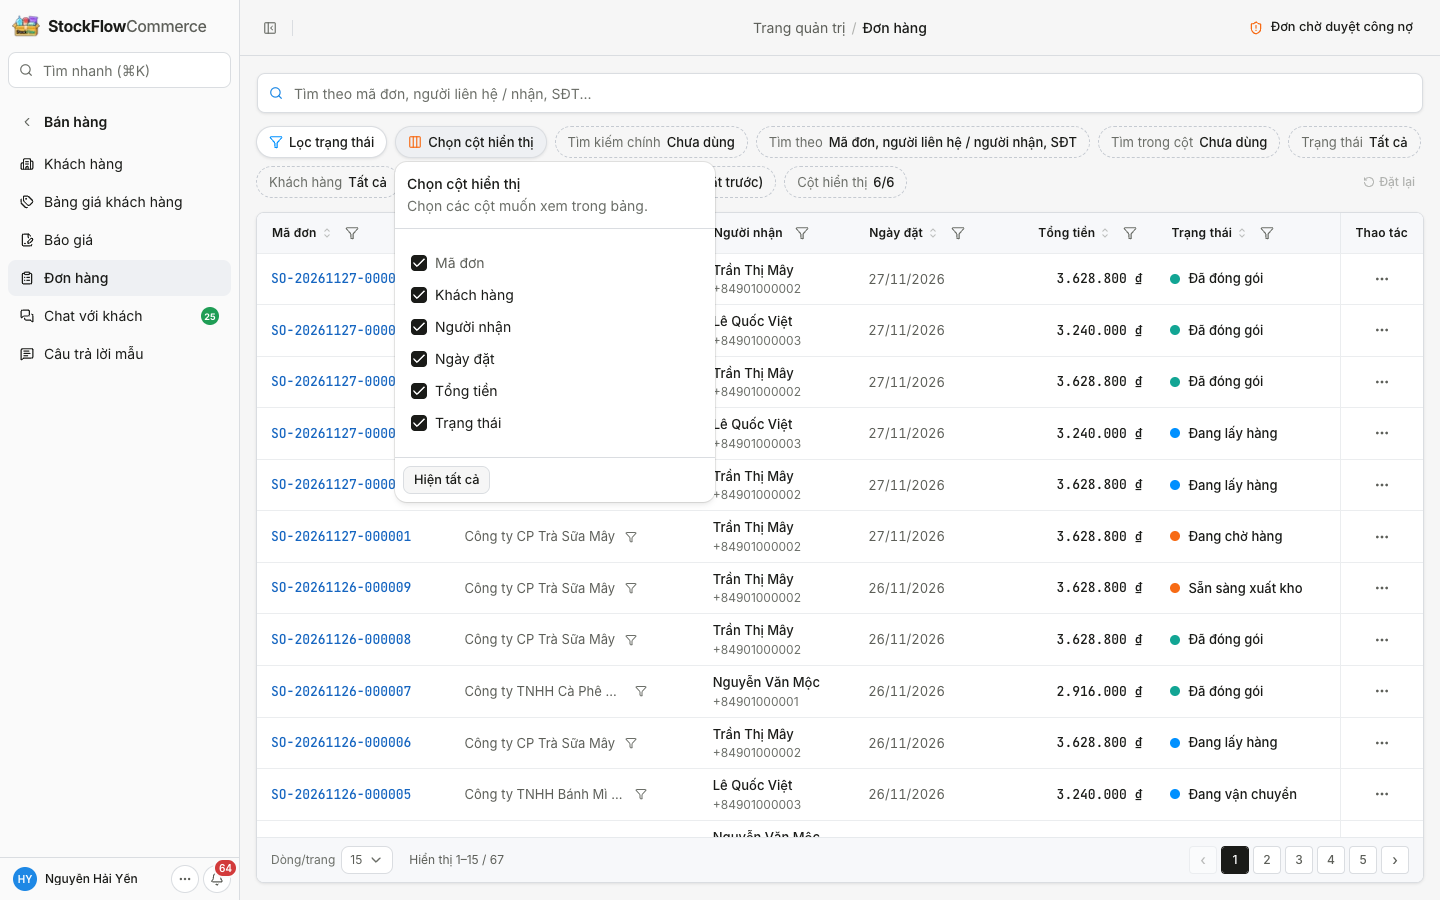 StockFlowCommerce
Tìm nhanh (⌘K)
Bán hàng
Khách hàng
Bảng giá khách hàng
Báo giá
Đơn hàng
Chat với khách 25
Câu trả lời mẫu
HY Nguyên Hải Yên 64
Trang quản trị / Đơn hàng
Đơn chờ duyệt công nợ
Tìm theo mã đơn, người liên hệ / nhận, SĐT...
Lọc trạng thái Chọn cột hiển thị Tìm kiếm chính Chưa dùng Tìm theo Mã đơn, người liên hệ / người nhận, SĐT Tìm trong cột Chưa dùng Trạng thái Tất cả
Khách hàng Tất cả trước) Cột hiển thị 6/6 Đặt lại
Chọn cột hiển thị
Chọn các cột muốn xem trong bảng.
Mã đơn
Khách hàng
Người nhận
Ngày đặt
Tổng tiền
Trạng thái
Hiện tất cả
Mã đơn Người nhận Ngày đặt Tổng tiền Trạng thái Thao tác
SO-20261127-0000 Trần Thị Mây +84901000002 27/11/2026 3.628.800 ₫ Đã đóng gói
SO-20261127-0000 Lê Quốc Việt +84901000003 27/11/2026 3.240.000 ₫ Đã đóng gói
SO-20261127-0000 Trần Thị Mây +84901000002 27/11/2026 3.628.800 ₫ Đã đóng gói
SO-20261127-0000 Lê Quốc Việt +84901000003 27/11/2026 3.240.000 ₫ Đang lấy hàng
SO-20261127-0000 Trần Thị Mây +84901000002 27/11/2026 3.628.800 ₫ Đang lấy hàng
SO-20261127-000001 Công ty CP Trà Sữa Mây Trần Thị Mây +84901000002 27/11/2026 3.628.800 ₫ Đang chờ hàng
SO-20261126-000009 Công ty CP Trà Sữa Mây Trần Thị Mây +84901000002 26/11/2026 3.628.800 ₫ Sẵn sàng xuất kho
SO-20261126-000008 Công ty CP Trà Sữa Mây Trần Thị Mây +84901000002 26/11/2026 3.628.800 ₫ Đã đóng gói
SO-20261126-000007 Công ty TNHH Cà Phê ... Nguyễn Văn Mộc +84901000001 26/11/2026 2.916.000 ₫ Đã đóng gói
SO-20261126-000006 Công ty CP Trà Sữa Mây Trần Thị Mây +84901000002 26/11/2026 3.628.800 ₫ Đang lấy hàng
SO-20261126-000005 Công ty TNHH Bánh Mì ... Lê Quốc Việt +84901000003 26/11/2026 3.240.000 ₫ Đang vận chuyển
Nguyễn Văn Mộc
Dòng/trang 15 Hiển thị 1–15 / 67 ‹ 1 2 3 4 5 ›